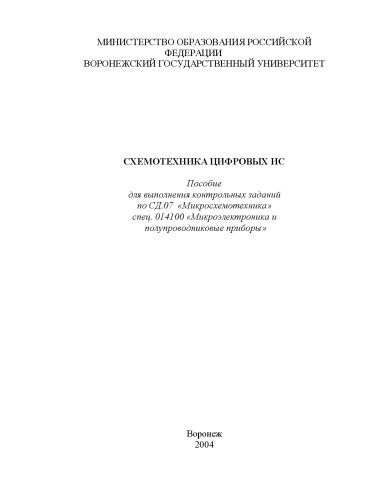 МИНИСТЕРСТВО ОБРАЗОВАНИЯ РОССИЙСКОЙ
ФЕДЕРАЦИИ
ВОРОНЕЖСКИЙ ГОСУДАРСТВЕННЫЙ УНИВЕРСИТЕТ
СХЕМОТЕХНИКА ЦИФРОВЫХ ИС
Пособие
для выполнения контрольных заданий
по СД.07 «Микросхемотехника»
спец. 014100 «Микроэлектроника и
полупроводниковые приборы»
Воронеж
2004